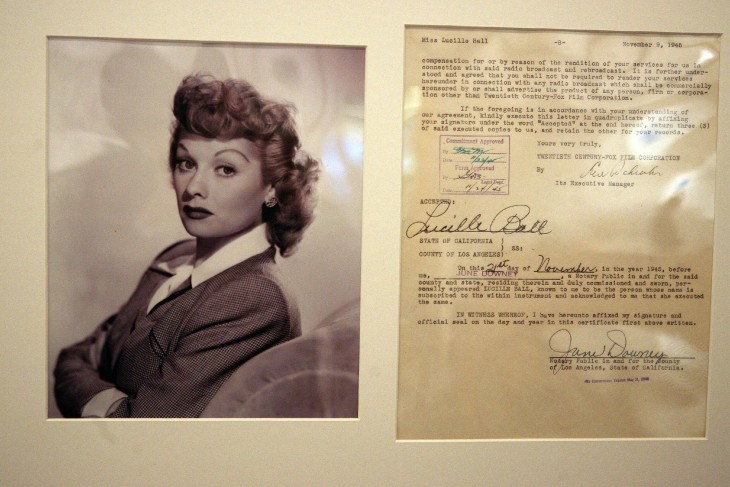 Miss Lucille Ball -3- November 9, 1945
compensation for or by reason of the rendition of your services for us in
connection with said radio broadcast and rebroadcast. It is further under-
stood and agreed that you shall not be required to render your services
hereunder in connection with any radio broadcast which shall be commercially
sponsored by or shall advertise the product of any person, firm or corpora-
tion other than Twentieth Century-Fox Film Corporation.
If the foregoing is in accordance with your understanding of
our agreement, kindly execute this letter in quadruplicate by affixing
your signature under the word "Accepted" at the end hereof, return three (3)
of said executed copies to us, and retain the other for your records.
Very truly,
TWENTIETH CENTURY-FOX FILM CORPORATION
By
Its Executive Manager
Commitment Approved
Form Approved
Legal Dept.
ACCEPTED:
Lucille Ball
STATE OF CALIFORNIA )
) SS:
COUNTY OF LOS ANGELES)
On this 21st day of November, in the year 1945, before
me, JUNE DOWNEY, a Notary Public in and for the said
county and state, residing therein and duly commissioned and sworn, per-
sonally appeared LUCILLE BALL, known to me to be the person whose name is
subscribed to the within instrument and acknowledged to me that she executed
the same.
IN WITNESS WHEREOF, I have hereunto affixed my signature and
official seal on the day and year in this certificate first above written.
June Downey
Notary Public in and for the County
of Los Angeles, State of California.
My Commission Expires